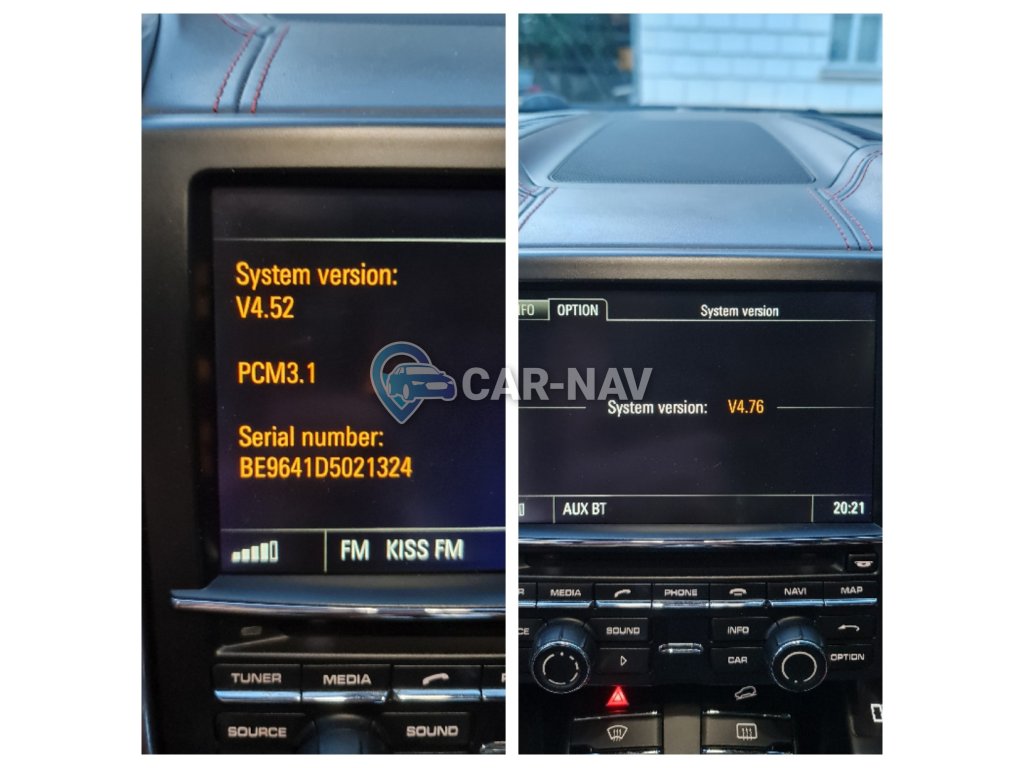 System version:
V4.52
PCM3.1
Serial number:
BE9641D5021324
FM KISS FM
TUNER MEDIA
SOURCE SOUND
CAR-NAV
OPTION System version
System version: V4.76
AUX BT 20:21
MEDIA PHONE NAVI MAP
SOUND INFO
CAR OPTION